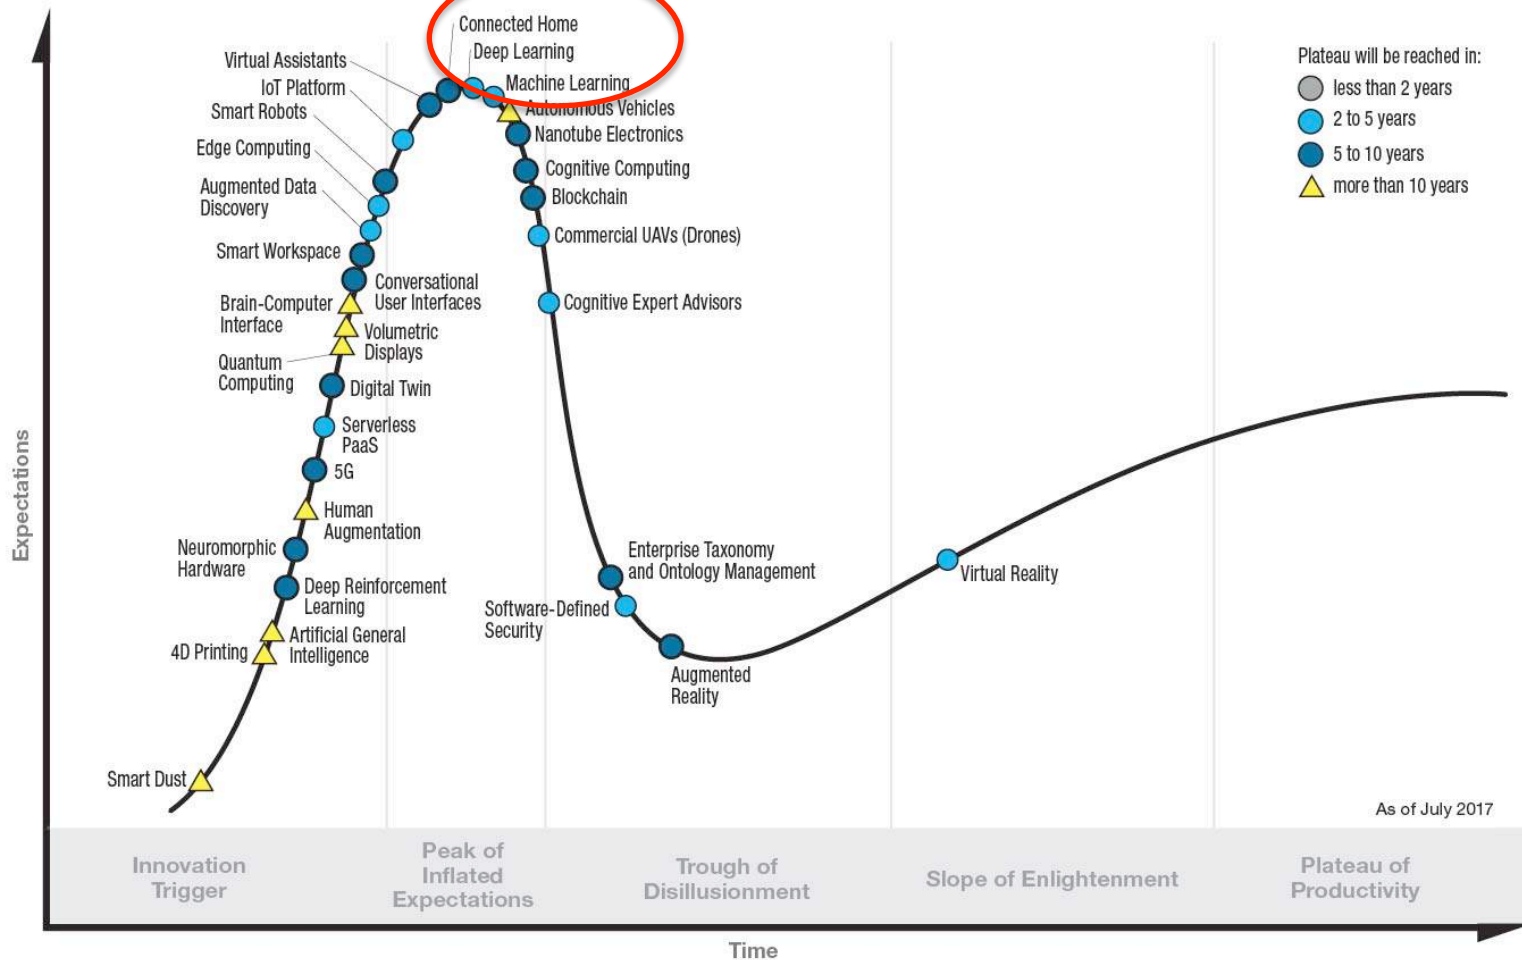 Connected Home
Deep Learning
Virtual Assistants
Machine Learning
IoT Platform
Autonomous Vehicles
Smart Robots
Nanotube Electronics
Edge Computing
Cognitive Computing
Augmented Data
Discovery
Blockchain
Commercial UAVs (Drones)
Smart Workspace
Conversational
User Interfaces
Brain-Computer
Interface
Cognitive Expert Advisors
Volumetric
Displays
Quantum
Computing
Digital Twin
Serverless
PaaS
5G
Human
Augmentation
Neuromorphic
Hardware
Deep Reinforcement
Learning
Artificial General
Intelligence
4D Printing
Smart Dust
Enterprise Taxonomy
and Ontology Management
Software-Defined
Security
Augmented
Reality
Virtual Reality
Plateau will be reached in:
less than 2 years
2 to 5 years
5 to 10 years
more than 10 years
As of July 2017
Expectations
Innovation
Trigger
Peak of
Inflated
Expectations
Trough of
Disillusionment
Slope of Enlightenment
Plateau of
Productivity
Time